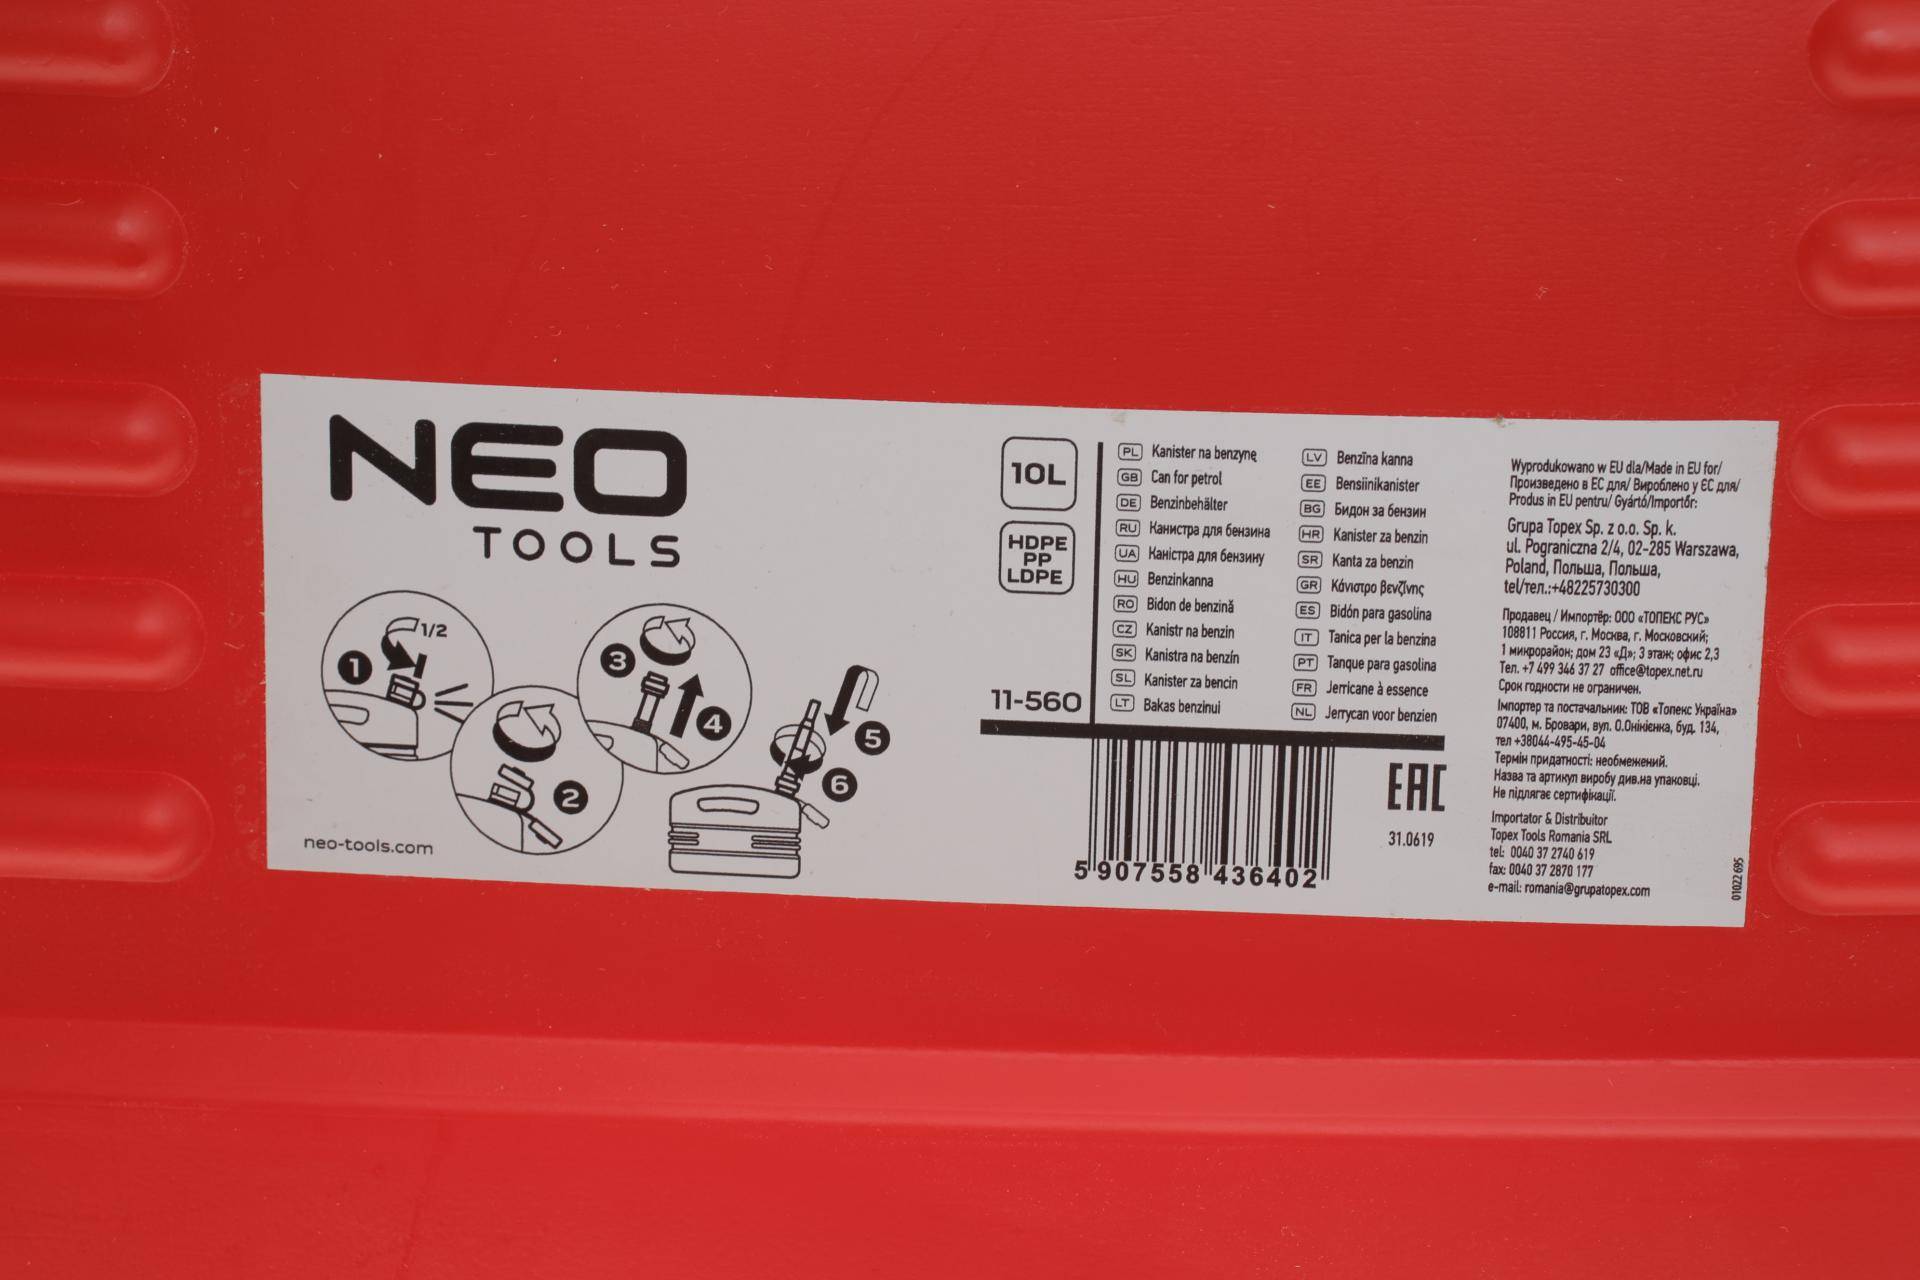 NEO
TOOLS
1
1/2
2
3
4
5
6
neo-tools.com
10L
HDPE
PP
LDPE
11-560
PL Kanister na benzynę
GB Can for petrol
DE Benzinbehälter
RU Канистра для бензина
UA Каністра для бензину
HU Benzinkanna
RO Bidon de benzină
CZ Kanistr na benzin
SK Kanistra na benzín
SL Kanister za bencin
LT Bakas benzinui
LV Benzīna kanna
EE Bensiinikanister
BG Бидон за бензин
HR Kanister za benzin
SR Kanta za benzin
GR Κάνιστρο βενζίνης
ES Bidón para gasolina
IT Tanica per la benzina
PT Tanque para gasolina
FR Jerricane à essence
NL Jerrycan voor benzien
5 907558 436402
EAC
31.0619
Wyprodukowano w EU dla/Made in EU for/
Произведено в ЕС для/ Вироблено у ЄС для/
Produs in EU pentru/ Gyártó/Importőr:
Grupa Topex Sp. z o.o. Sp. k.
ul. Pograniczna 2/4, 02-285 Warszawa,
Poland, Польша, Польша,
tel/тел.:+48225730300
Продавец / Импортёр: ООО «ТОПЕКС РУС»
108811 Россия, г. Москва, г. Московский;
1 микрорайон; дом 23 «Д»; 3 этаж; офис 2,3
Тел. +7 499 346 37 27 office@topex.net.ru
Срок годности не ограничен.
Імпортер та постачальник: ТОВ «Топекс Україна»
07400, м. Бровари, вул. О.Онікієнка, буд. 134,
тел +38044-495-45-04
Термін придатності: необмежений.
Назва та артикул виробу див.на упаковці.
Не підлягає сертифікації.
Importator & Distribuitor
Topex Tools Romania SRL
tel: 0040 37 2740 619
fax: 0040 37 2870 177
e-mail: romania@grupatopex.com
01022 695